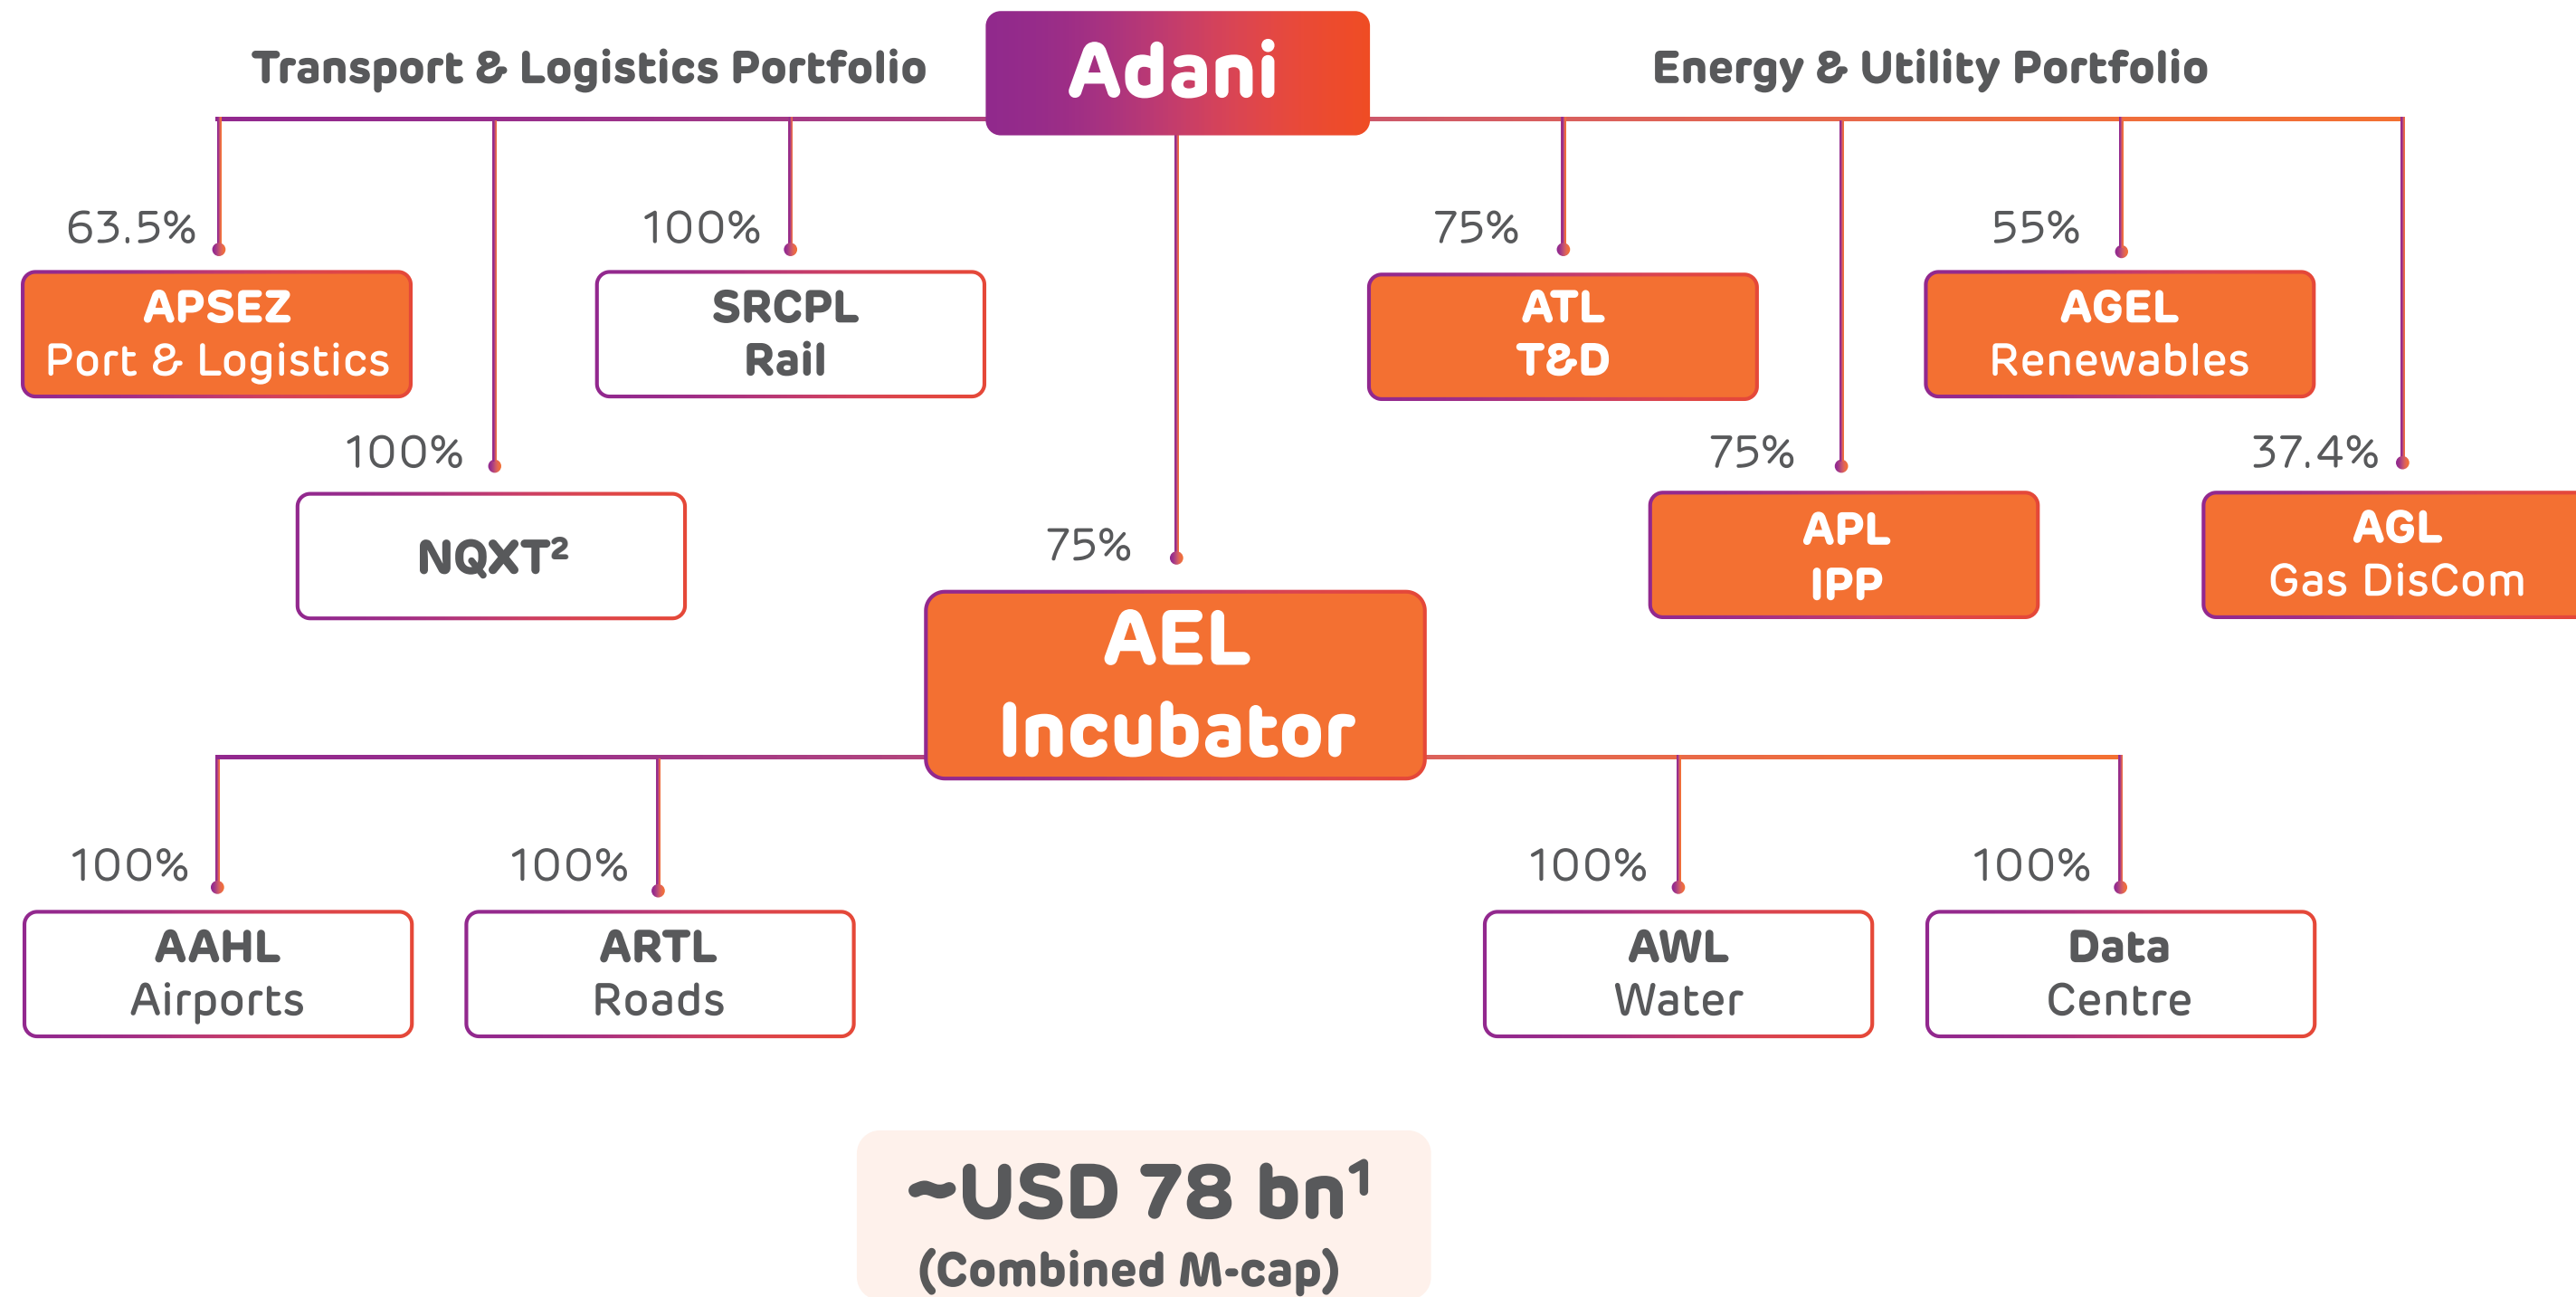 Adani
Transport & Logistics Portfolio
Energy & Utility Portfolio
63.5%
APSEZ
Port & Logistics
100%
NQXT²
100%
SRCPL
Rail
75%
ATL
T&D
75%
APL
IPP
55%
AGEL
Renewables
37.4%
AGL
Gas DisCom
75%
AEL
Incubator
100%
AAHL
Airports
100%
ARTL
Roads
100%
AWL
Water
100%
Data
Centre
~USD 78 bn¹
(Combined M-cap)